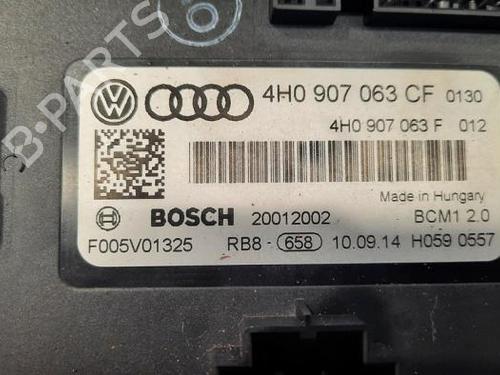 4H0 907 063 CF 0130
4H0 907 063 F 012
Made in Hungary
BOSCH 20012002 BCM1 2.0
F005V01325 RB8 - 658 10.09.14 H059 0557
B-PARTS